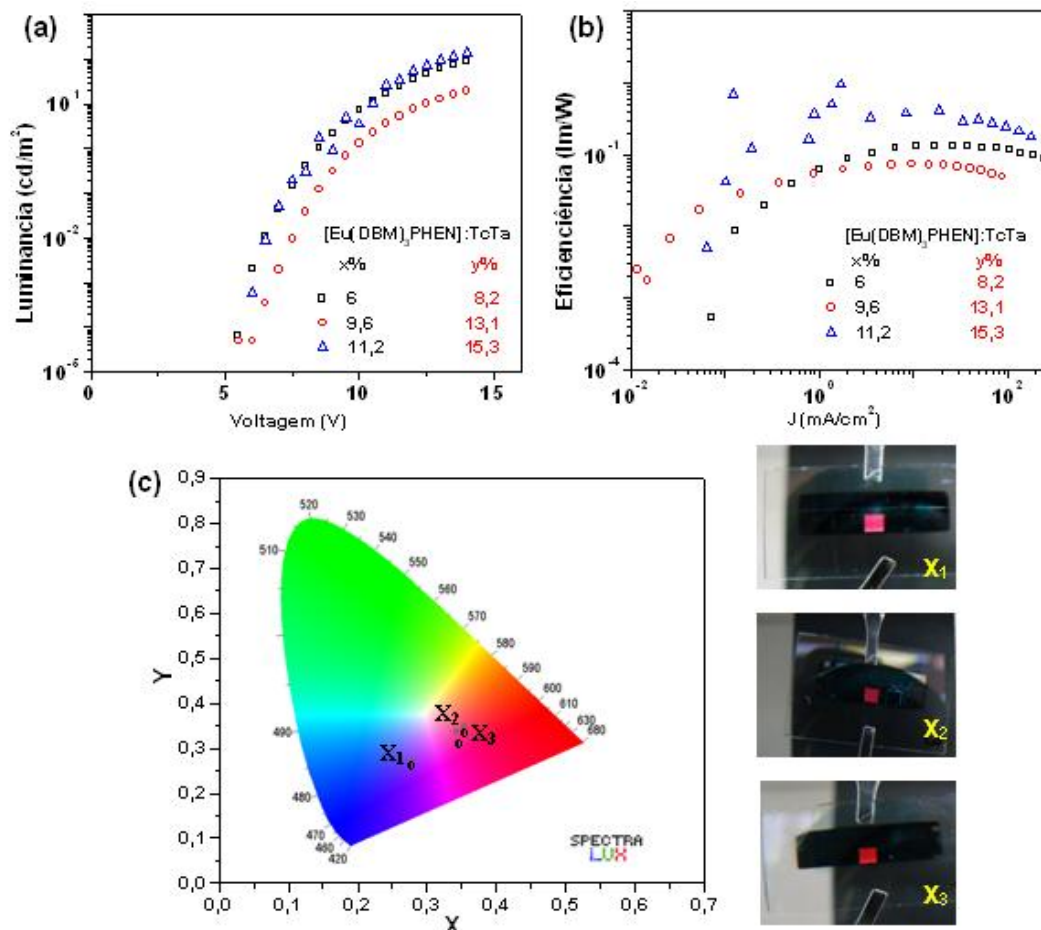 (a)
Luminância (cd/m²)
10¹
10⁻²
10⁻⁶
0
5
10
15
Voltagem (V)
[Eu(DBM)₃PHEN]:TcTa
x% y%
6 8,2
9,6 13,1
11,2 15,3
(b)
Eficienciência (lm/W)
10⁻¹
10⁻⁴
10⁻²
10⁰
10²
J(mA/cm²)
[Eu(DBM)₃PHEN]:TcTa
x% y%
6 8,2
9,6 13,1
11,2 15,3
(c)
Y
0,9
0,8
0,7
0,6
0,5
0,4
0,3
0,2
0,1
0,0
0,0 0,1 0,2 0,3 0,4 0,5 0,6 0,7
X
520
530
510
540
550
560
570
580
590
600
610
630
680
490
480
470
460
420
X₂
X₃
X₁
SPECTRA
LUX
X₁
X₂
X₃